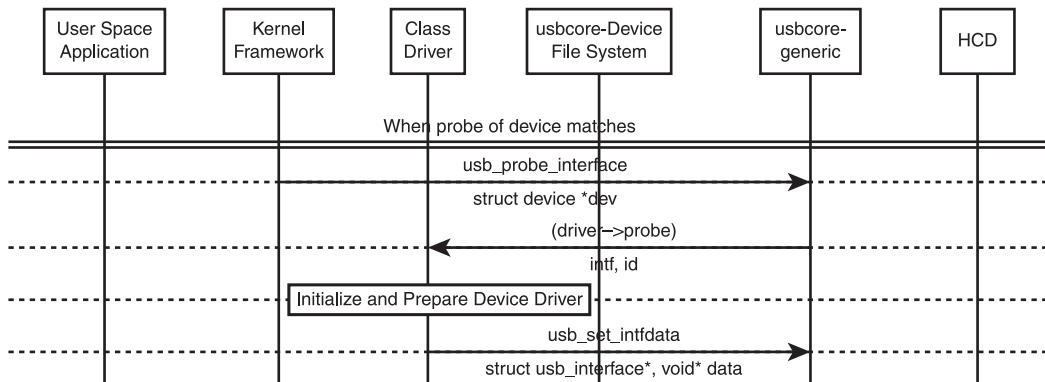 User Space
Application
Kernel
Framework
Class
Driver
usbcore-Device
File System
usbcore-
generic
HCD
When probe of device matches
usb_probe_interface
struct device *dev
(driver–>probe)
intf, id
Initialize and Prepare Device Driver
usb_set_intfdata
struct usb_interface*, void* data